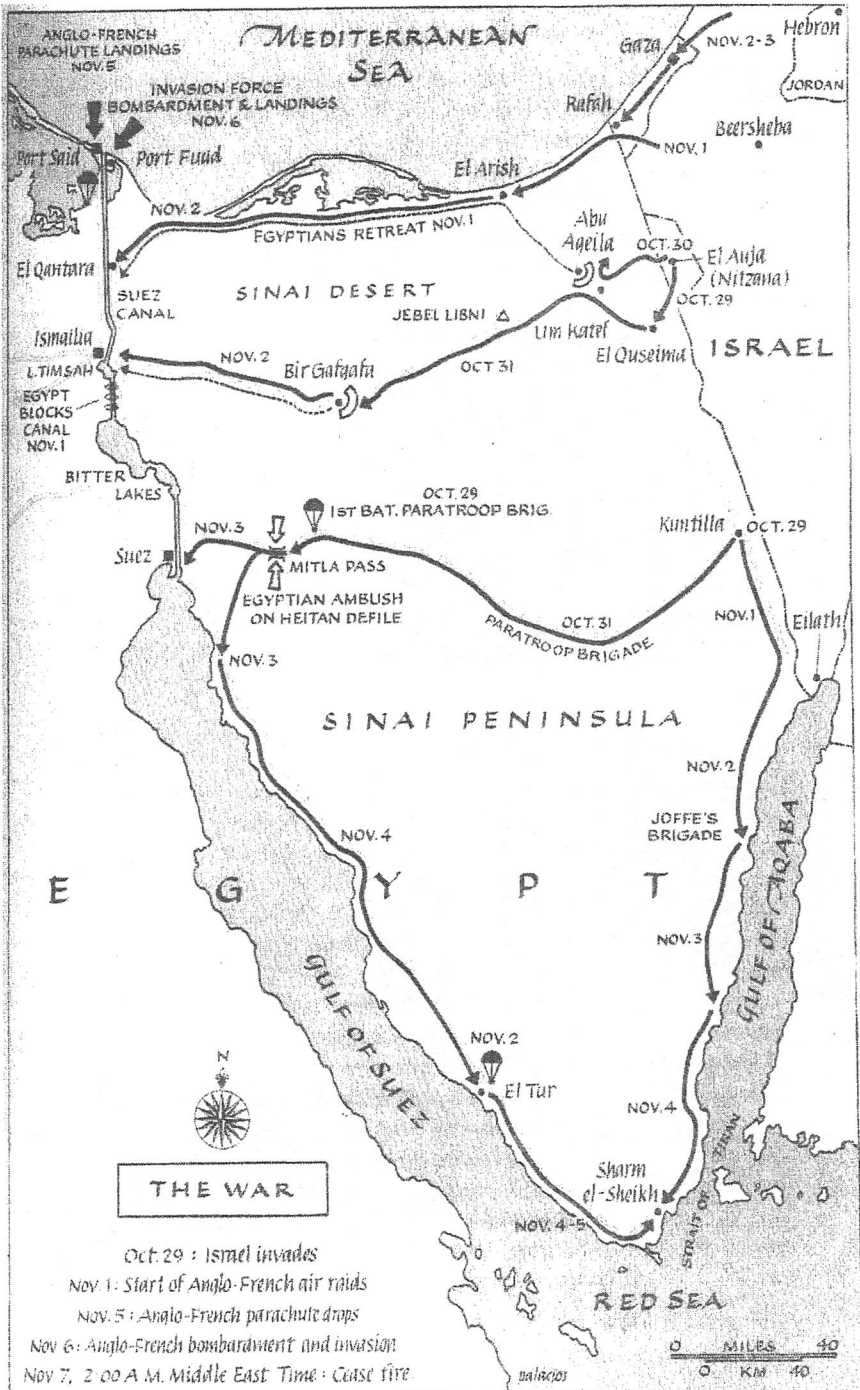 ANGLO-FRENCH
PARACHUTE LANDINGS
NOV. 5
MEDITERRANEAN
SEA
INVASION FORCE
BOMBARDMENT & LANDINGS
NOV. 6
Gaza
NOV. 2-3
Hebron
JORDAN
Rafah
Beersheba
NOV. 1
Port Said
Port Fuad
El Arish
NOV. 2
EGYPTIANS RETREAT NOV. 1
Abu
Ageila
OCT. 30
El Auja
(Nitzana)
OCT. 29
El Qantara
SUEZ
CANAL
SINAI DESERT
JEBEL LIBNI
Um Katef
El Quseima
ISRAEL
Ismailia
L. TIMSAH
NOV. 2
Bir Gafgafa
OCT 31
EGYPT
BLOCKS
CANAL
NOV. 1
BITTER
LAKES
OCT. 29
1ST BAT. PARATROOP BRIG.
NOV. 3
Suez
MITLA PASS
EGYPTIAN AMBUSH
ON HEITAN DEFILE
Kuntilla
OCT. 29
OCT. 31
PARATROOP BRIGADE
NOV. 1
Eilath
NOV. 3
SINAI PENINSULA
NOV. 2
JOFFE'S
BRIGADE
NOV. 4
EGYPT
GULF OF AQABA
NOV. 3
GULF OF SUEZ
NOV. 2
El Tur
N
NOV. 4
Sharm
el-Sheikh
STRAIT OF TIRAN
NOV. 4-5
RED SEA
THE WAR
Oct. 29 : Israel invades
Nov. 1 : Start of Anglo-French air raids
Nov. 5 : Anglo-French parachute drops
Nov 6 : Anglo-French bombardment and invasion
Nov 7, 2 00 A M. Middle East Time : Cease fire
palacios
0 MILES 40
0 KM 40